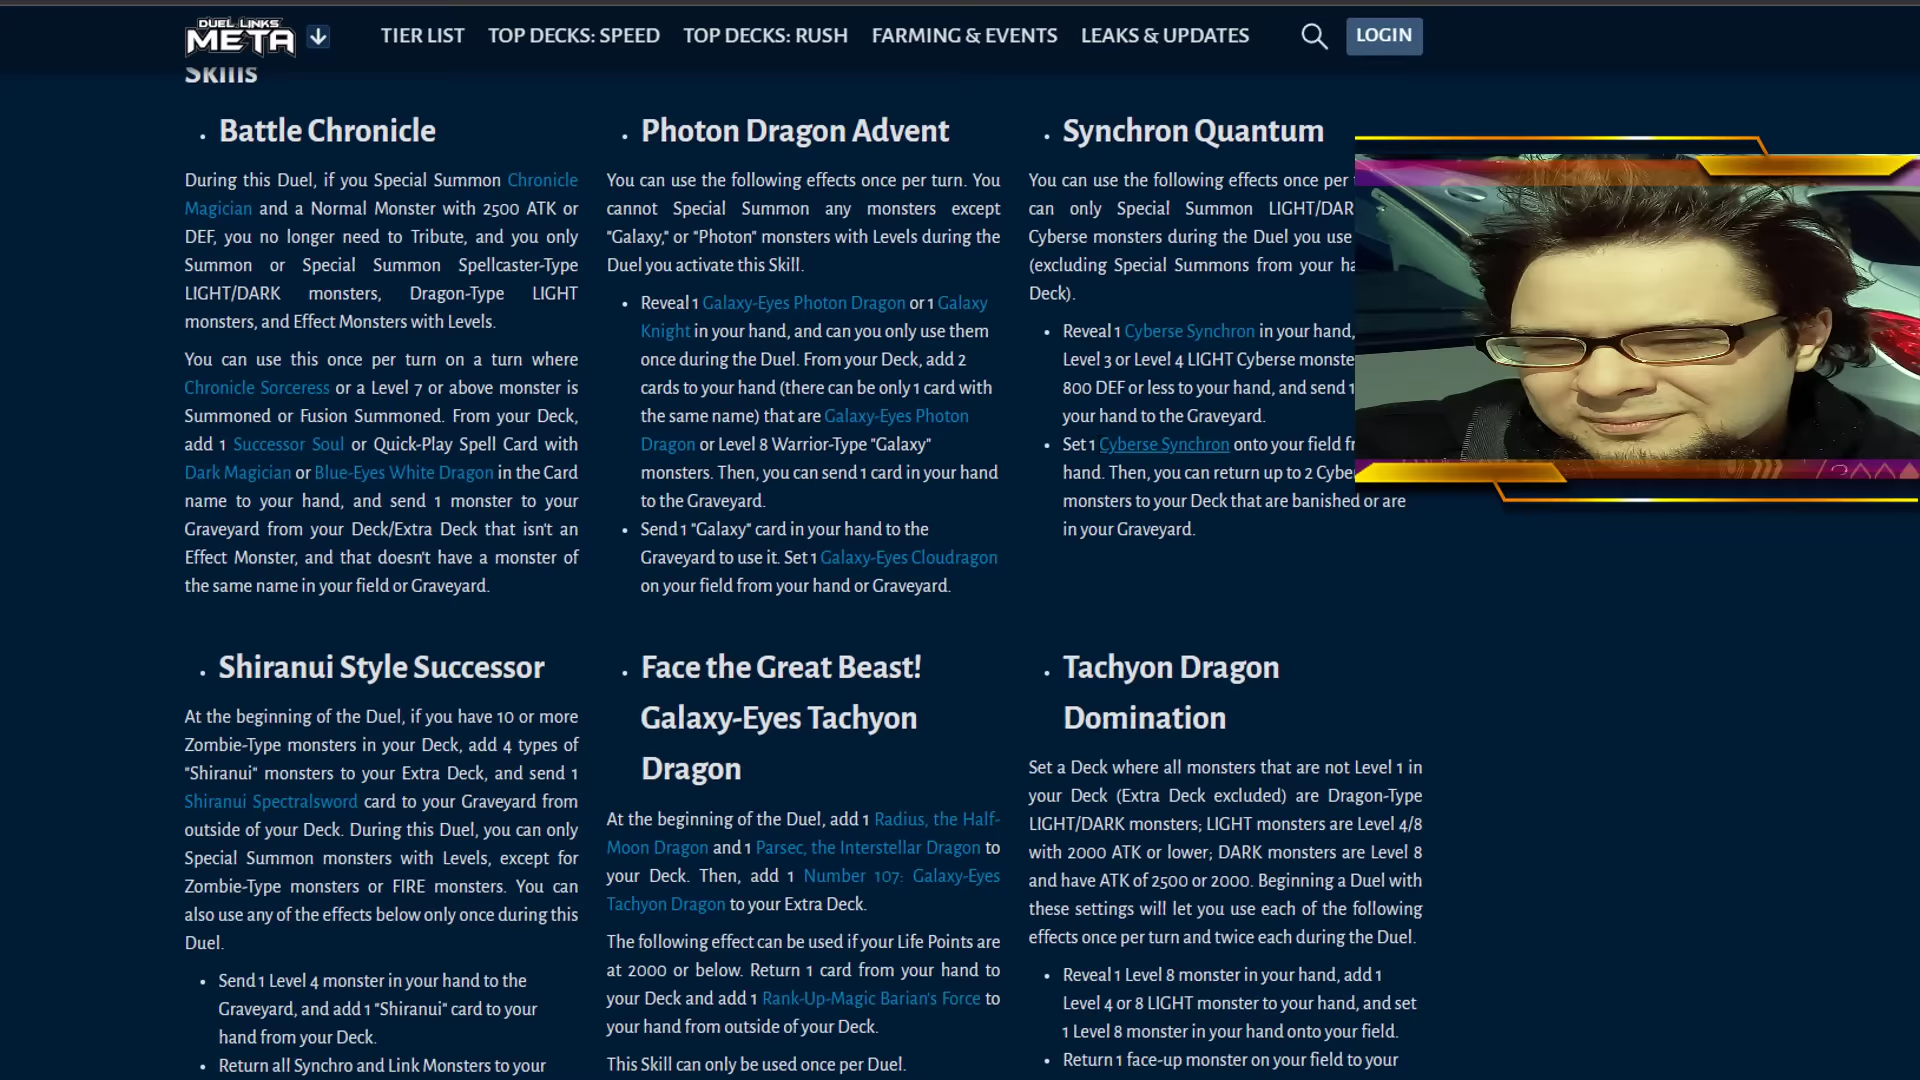 DUEL LINKS
META
TIER LIST
TOP DECKS: SPEED
TOP DECKS: RUSH
FARMING & EVENTS
LEAKS & UPDATES
LOGIN
Skills
• Battle Chronicle
During this Duel, if you Special Summon Chronicle
Magician and a Normal Monster with 2500 ATK or
DEF, you no longer need to Tribute, and you only
Summon or Special Summon Spellcaster-Type
LIGHT/DARK monsters, Dragon-Type LIGHT
monsters, and Effect Monsters with Levels.
You can use this once per turn on a turn where
Chronicle Sorceress or a Level 7 or above monster is
Summoned or Fusion Summoned. From your Deck,
add 1 Successor Soul or Quick-Play Spell Card with
Dark Magician or Blue-Eyes White Dragon in the Card
name to your hand, and send 1 monster to your
Graveyard from your Deck/Extra Deck that isn't an
Effect Monster, and that doesn't have a monster of
the same name in your field or Graveyard.
• Photon Dragon Advent
You can use the following effects once per turn. You
cannot Special Summon any monsters except
"Galaxy," or "Photon" monsters with Levels during the
Duel you activate this Skill.
• Reveal 1 Galaxy-Eyes Photon Dragon or 1 Galaxy
Knight in your hand, and can you only use them
once during the Duel. From your Deck, add 2
cards to your hand (there can be only 1 card with
the same name) that are Galaxy-Eyes Photon
Dragon or Level 8 Warrior-Type "Galaxy"
monsters. Then, you can send 1 card in your hand
to the Graveyard.
• Send 1 "Galaxy" card in your hand to the
Graveyard to use it. Set 1 Galaxy-Eyes Cloudragon
on your field from your hand or Graveyard.
• Synchron Quantum
You can use the following effects once per
can only Special Summon LIGHT/DAR
Cyberse monsters during the Duel you use
(excluding Special Summons from your
Deck).
• Reveal 1 Cyberse Synchron in your hand,
Level 3 or Level 4 LIGHT Cyberse
800 DEF or less to your hand, and send 1
your hand to the Graveyard.
• Set 1 Cyberse Synchron onto your field
hand. Then, you can return up to 2
monsters to your Deck that are banished or are
in your Graveyard.
• Shiranui Style Successor
At the beginning of the Duel, if you have 10 or more
Zombie-Type monsters in your Deck, add 4 types of
"Shiranui" monsters to your Extra Deck, and send 1
Shiranui Spectralsword card to your Graveyard from
outside of your Deck. During this Duel, you can only
Special Summon monsters with Levels, except for
Zombie-Type monsters or FIRE monsters. You can
also use any of the effects below only once during this
Duel.
• Send 1 Level 4 monster in your hand to the
Graveyard, and add 1 "Shiranui" card to your
hand from your Deck.
• Return all Synchro and Link Monsters to your
• Face the Great Beast!
Galaxy-Eyes Tachyon
Dragon
At the beginning of the Duel, add 1 Radius, the Half-
Moon Dragon and 1 Parsec, the Interstellar Dragon to
your Deck. Then, add 1 Number 107: Galaxy-Eyes
Tachyon Dragon to your Extra Deck.
The following effect can be used if your Life Points are
at 2000 or below. Return 1 card from your hand to
your Deck and add 1 Rank-Up-Magic Barian's Force to
your hand from outside of your Deck.
This Skill can only be used once per Duel.
• Tachyon Dragon
Domination
Set a Deck where all monsters that are not Level 1 in
your Deck (Extra Deck excluded) are Dragon-Type
LIGHT/DARK monsters; LIGHT monsters are Level 4/8
with 2000 ATK or lower; DARK monsters are Level 8
and have ATK of 2500 or 2000. Beginning a Duel with
these settings will let you use each of the following
effects once per turn and twice each during the Duel.
• Reveal 1 Level 8 monster in your hand, add 1
Level 4 or 8 LIGHT monster to your hand, and set
1 Level 8 monster in your hand onto your field.
• Return 1 face-up monster on your field to your